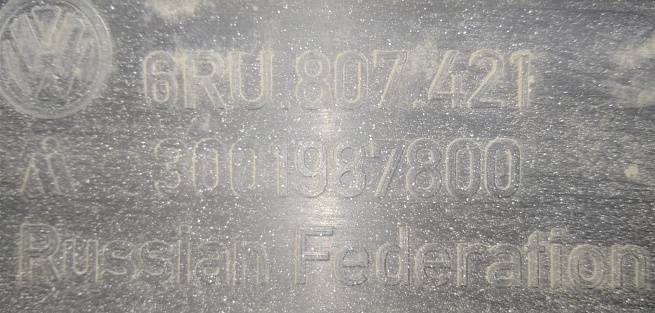 6RU.807.421
3001987800
Russian Federation